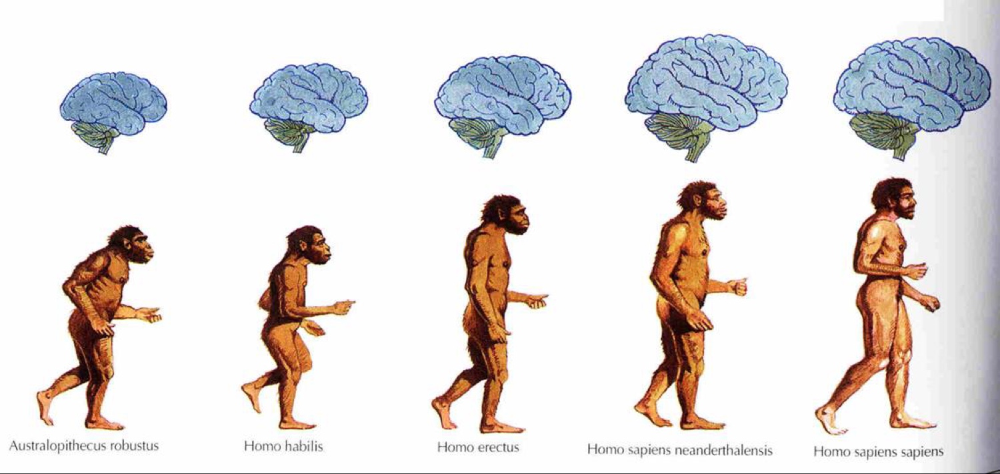 Australopithecus robustus
Homo habilis
Homo erectus
Homo sapiens neanderthalensis
Homo sapiens sapiens